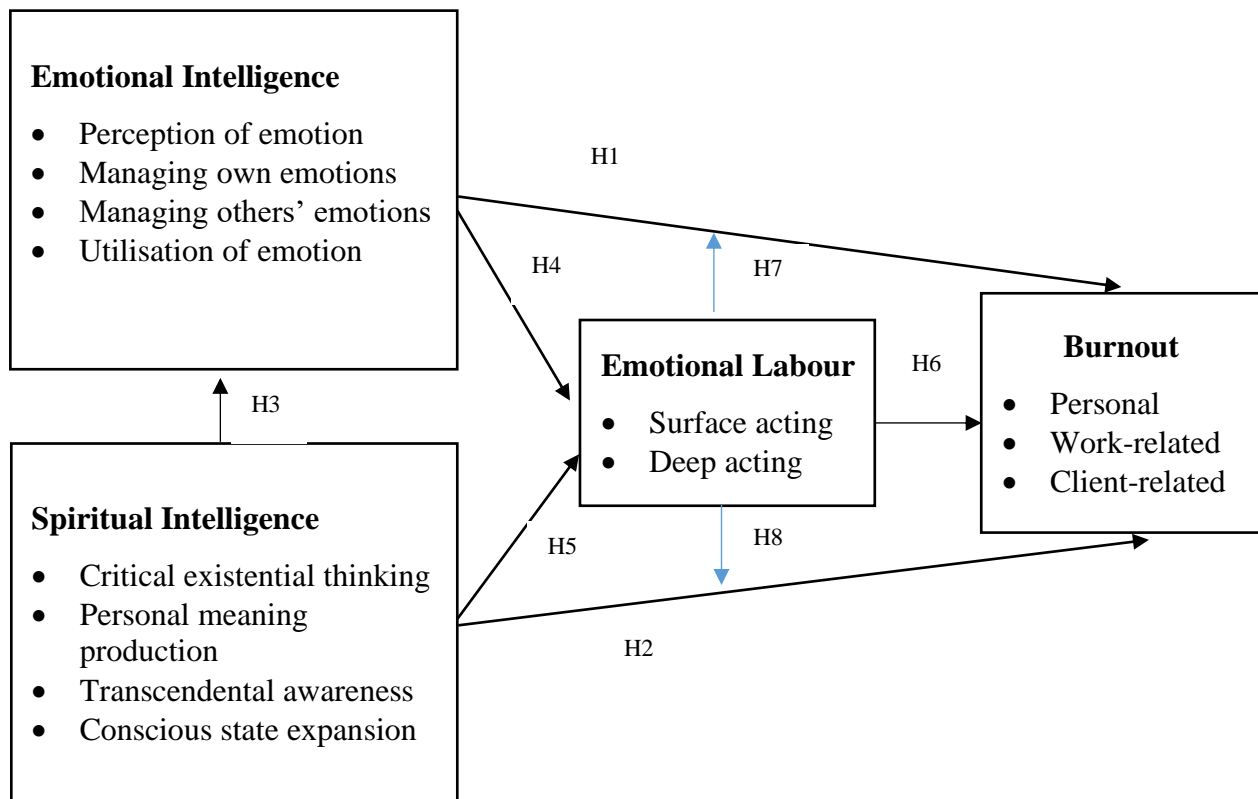 Emotional Intelligence
• Perception of emotion
• Managing own emotions
• Managing others’ emotions
• Utilisation of emotion
H1
H4
H7
Emotional Labour
• Surface acting
• Deep acting
H6
Burnout
• Personal
• Work-related
• Client-related
H3
Spiritual Intelligence
• Critical existential thinking
• Personal meaning
production
• Transcendental awareness
• Conscious state expansion
H5
H8
H2